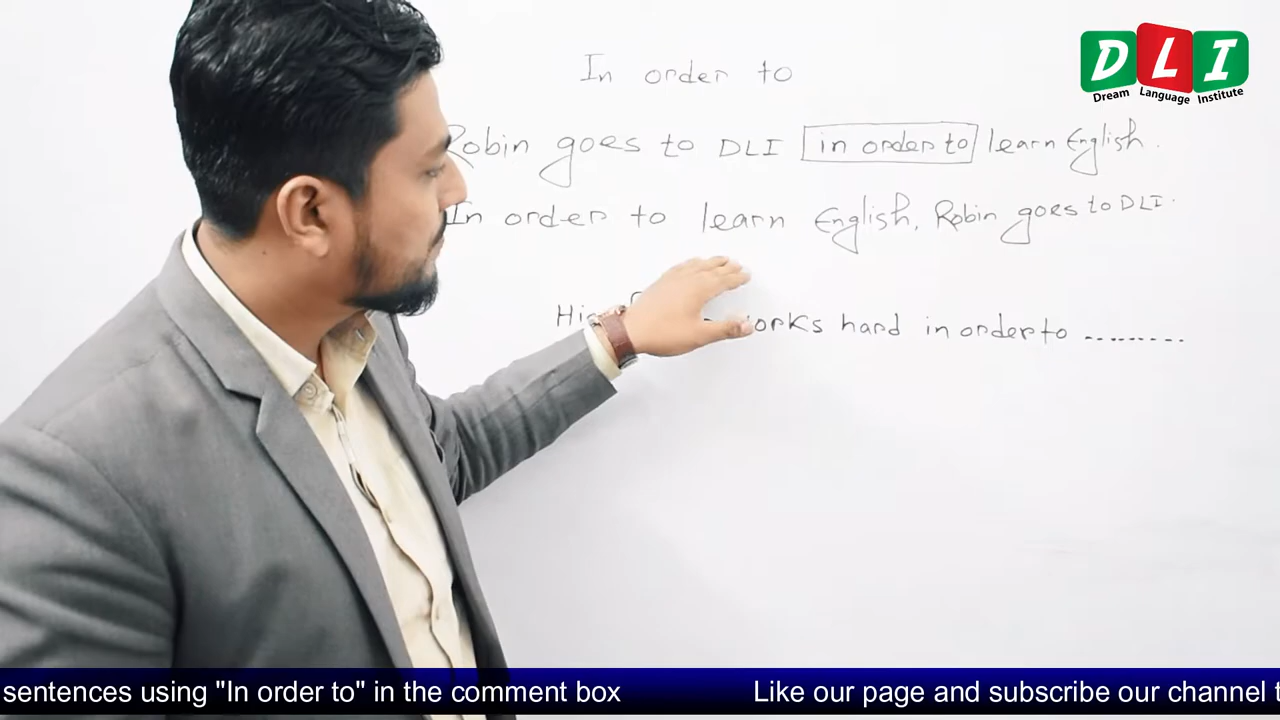 In order to
DLI
Dream Language Institute
Robin goes to DLI in order to learn English.
In order to learn English, Robin goes to DLI.
works hard in order to .........
sentences using "In order to" in the comment box
Like our page and subscribe our channel t